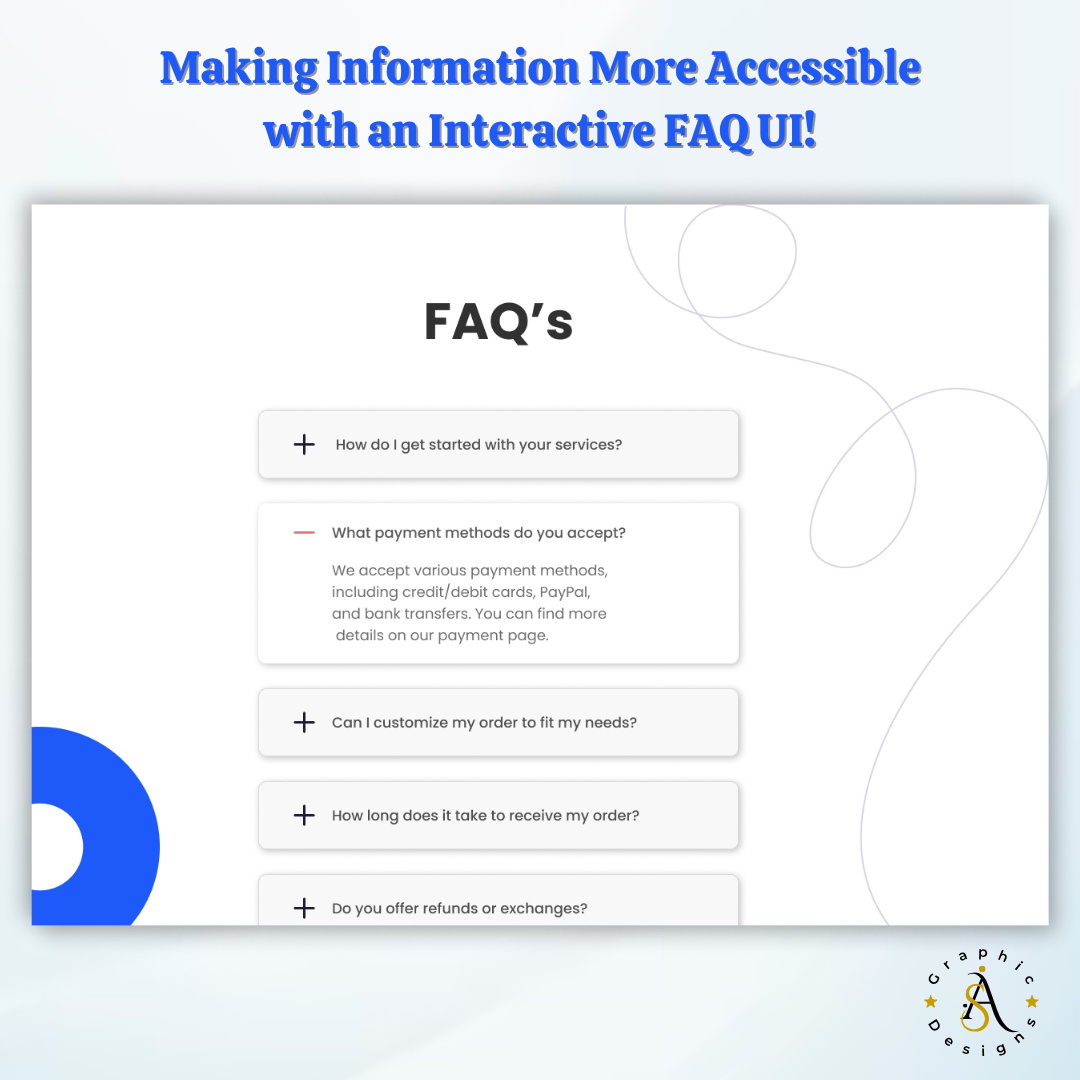 Making Information More Accessible
with an Interactive FAQ UI!
FAQ’s
How do I get started with your services?
What payment methods do you accept?
We accept various payment methods,
including credit/debit cards, PayPal,
and bank transfers. You can find more
details on our payment page.
Can I customize my order to fit my needs?
How long does it take to receive my order?
Do you offer refunds or exchanges?
Graphic
SA
Designs